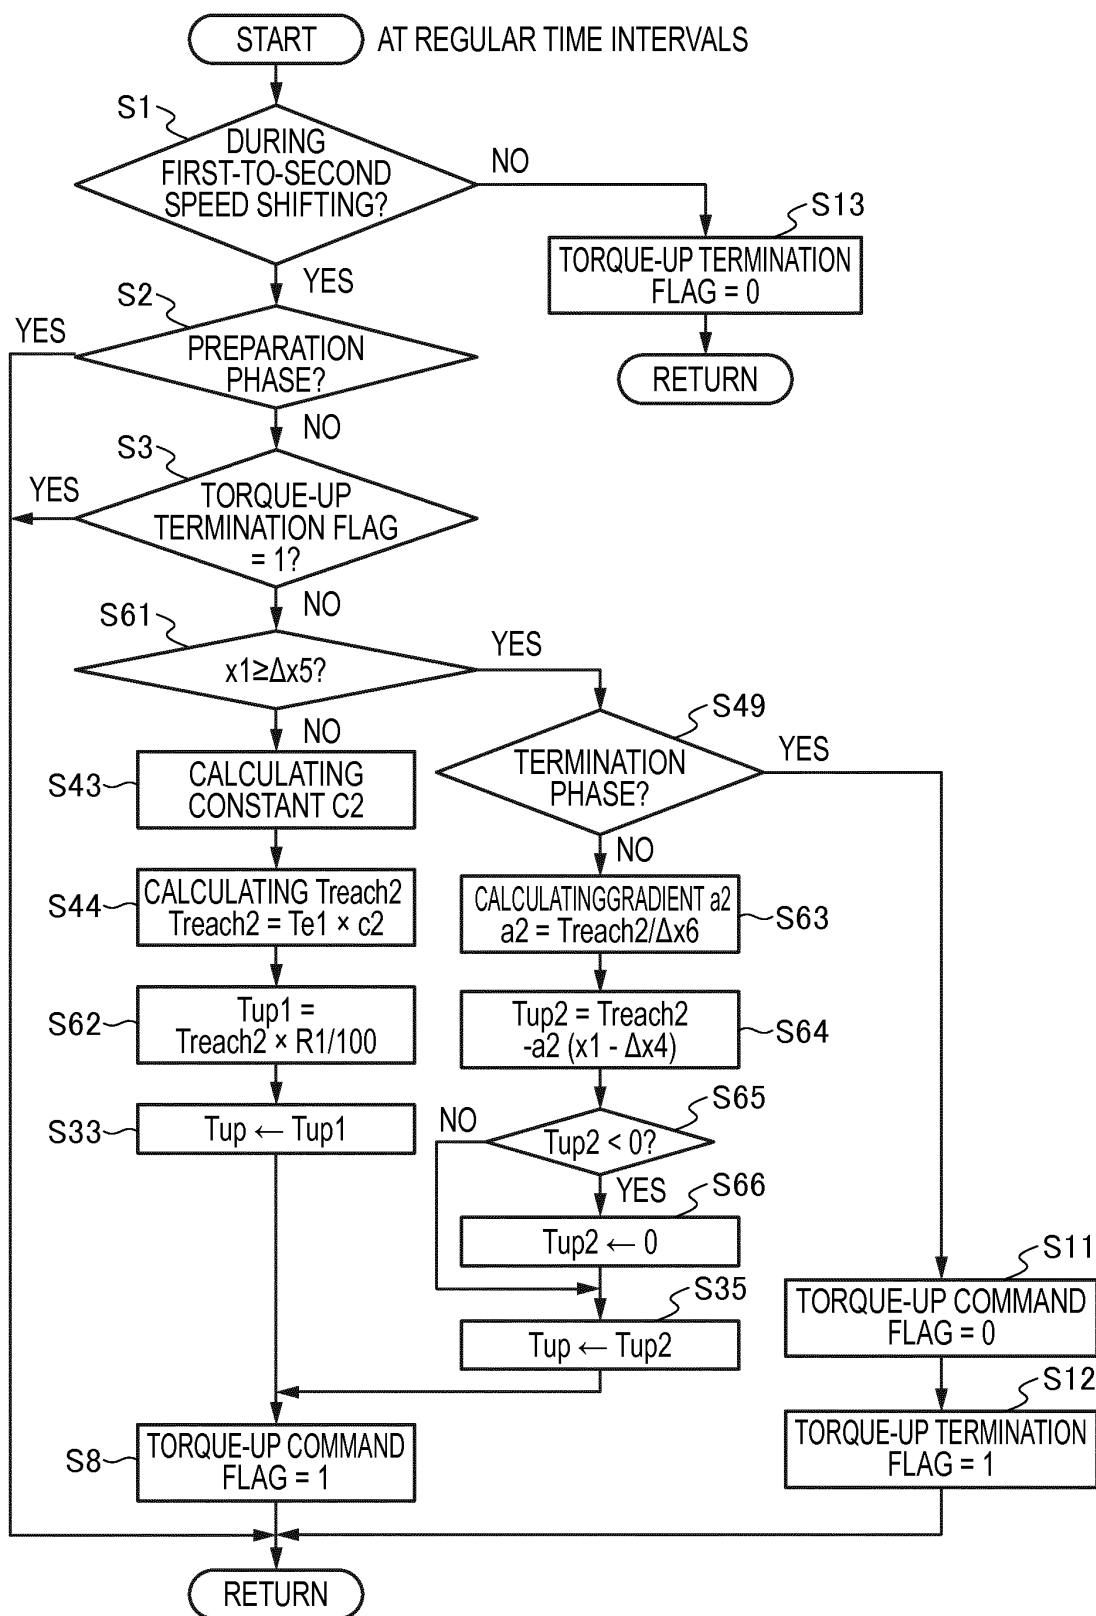 START
AT REGULAR TIME INTERVALS
S1
DURING
FIRST-TO-SECOND
SPEED SHIFTING?
NO
S13
TORQUE-UP TERMINATION
FLAG = 0
RETURN
YES
S2
YES
PREPARATION
PHASE?
NO
S3
YES
TORQUE-UP
TERMINATION FLAG
= 1?
NO
S61
x1≥Δx5?
YES
NO
S49
TERMINATION
PHASE?
YES
NO
S43
CALCULATING
CONSTANT C2
S44
CALCULATING Treach2
Treach2 = Te1 × c2
CALCULATINGGRADIENT a2
a2 = Treach2/Δx6
S63
S62
Tup1 =
Treach2 × R1/100
Tup2 = Treach2
-a2 (x1 - Δx4)
S64
S33
Tup ← Tup1
NO
S65
Tup2 < 0?
YES
S66
Tup2 ← 0
S35
Tup ← Tup2
S11
TORQUE-UP COMMAND
FLAG = 0
S12
TORQUE-UP TERMINATION
FLAG = 1
S8
TORQUE-UP COMMAND
FLAG = 1
RETURN